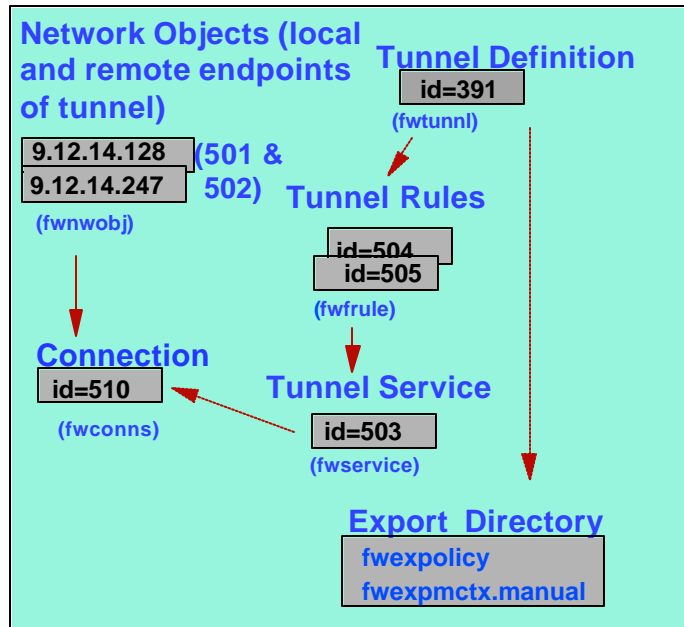 Network Objects (local
and remote endpoints
of tunnel)
9.12.14.128
9.12.14.247
(501 &
502)
(fwnwobj)
Tunnel Definition
id=391
(fwtunnl)
Tunnel Rules
id=504
id=505
(fwfrule)
Connection
id=510
(fwconns)
Tunnel Service
id=503
(fwservice)
Export Directory
fwexpolicy
fwexpmctx.manual